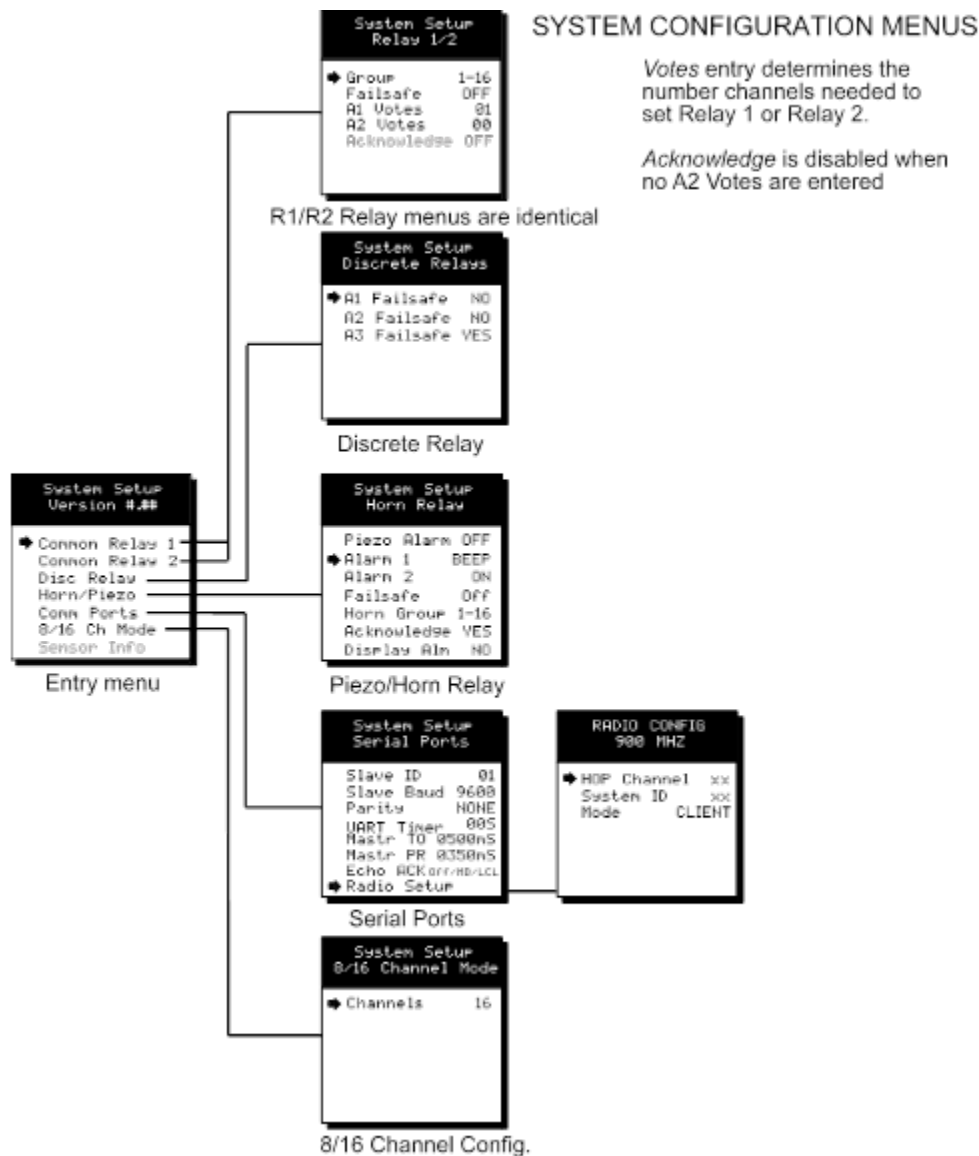 SYSTEM CONFIGURATION MENUS
Votes entry determines the
number channels needed to
set Relay 1 or Relay 2.
Acknowledge is disabled when
no A2 Votes are entered
System Setup
Relay 1/2
Group 1-16
Failsafe OFF
A1 Votes 01
A2 Votes 00
Acknowledge OFF
R1/R2 Relay menus are identical
System Setup
Discrete Relays
A1 Failsafe NO
A2 Failsafe NO
A3 Failsafe YES
Discrete Relay
System Setup
Version #.##
Common Relay 1
Common Relay 2
Disc Relay
Horn/Piezo
Comm Ports
8/16 Ch Mode
Sensor Info
Entry menu
System Setup
Horn Relay
Piezo Alarm OFF
Alarm 1 BEEP
Alarm 2 ON
Failsafe Off
Horn Group 1-16
Acknowledge YES
Display Alm NO
Piezo/Horn Relay
System Setup
Serial Ports
Slave ID 01
Slave Baud 9600
Parity NONE
UART Timer 00S
Mastr TO 0500mS
Mastr PR 0350mS
Echo ACK OFF/MD/LCL
Radio Setup
Serial Ports
RADIO CONFIG
900 MHZ
HOP Channel xx
System ID xx
Mode CLIENT
System Setup
8/16 Channel Mode
Channels 16
8/16 Channel Config.